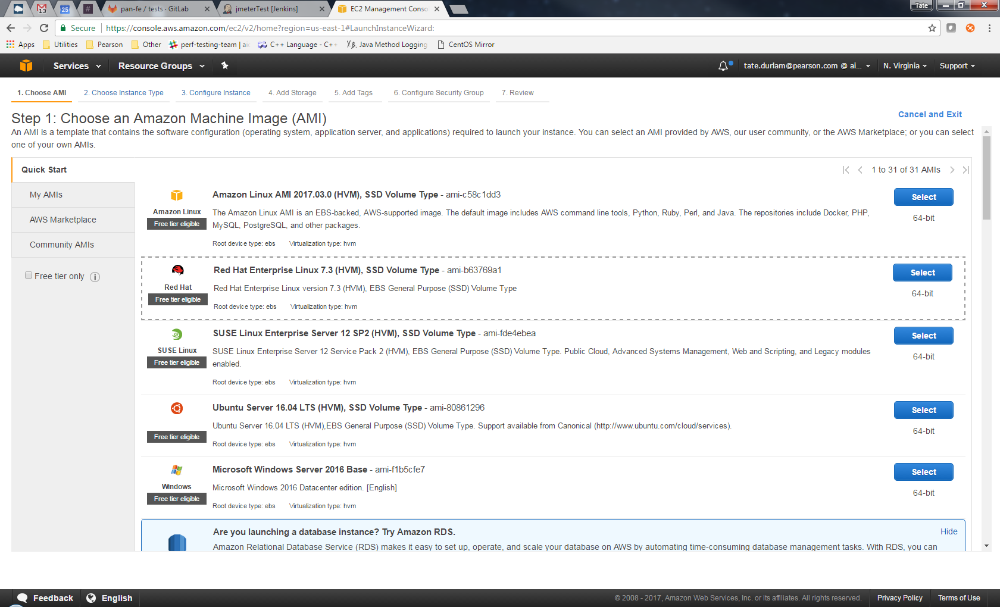 Tate
13
25
#
pan-fe / tests · GitLab
jmeterTest [Jenkins]
EC2 Management Conso
Secure
https://console.aws.amazon.com/ec2/v2/home?region=us-east-1#LaunchInstanceWizard:
Apps
Utilities
Pearson
Other
perf-testing-team | aic
C++ Language - C++
Java Method Logging
CentOS Mirror
Services
Resource Groups
tate.durlam@pearson.com @ ai...
N. Virginia
Support
1. Choose AMI
2. Choose Instance Type
3. Configure Instance
4. Add Storage
5. Add Tags
6. Configure Security Group
7. Review
Step 1: Choose an Amazon Machine Image (AMI)
Cancel and Exit
An AMI is a template that contains the software configuration (operating system, application server, and applications) required to launch your instance. You can select an AMI provided by AWS, our user community, or the AWS Marketplace; or you can select
one of your own AMIs.
Quick Start
1 to 31 of 31 AMIs
My AMIs
AWS Marketplace
Community AMIs
Free tier only
Amazon Linux
Free tier eligible
Amazon Linux AMI 2017.03.0 (HVM), SSD Volume Type - ami-c58c1dd3
The Amazon Linux AMI is an EBS-backed, AWS-supported image. The default image includes AWS command line tools, Python, Ruby, Perl, and Java. The repositories include Docker, PHP,
MySQL, PostgreSQL, and other packages.
Root device type: ebs Virtualization type: hvm
Select
64-bit
Red Hat
Free tier eligible
Red Hat Enterprise Linux 7.3 (HVM), SSD Volume Type - ami-b63769a1
Red Hat Enterprise Linux version 7.3 (HVM), EBS General Purpose (SSD) Volume Type
Root device type: ebs Virtualization type: hvm
Select
64-bit
SUSE Linux
Free tier eligible
SUSE Linux Enterprise Server 12 SP2 (HVM), SSD Volume Type - ami-fde4ebea
SUSE Linux Enterprise Server 12 Service Pack 2 (HVM), EBS General Purpose (SSD) Volume Type. Public Cloud, Advanced Systems Management, Web and Scripting, and Legacy modules
enabled.
Root device type: ebs Virtualization type: hvm
Select
64-bit
Free tier eligible
Ubuntu Server 16.04 LTS (HVM), SSD Volume Type - ami-80861296
Ubuntu Server 16.04 LTS (HVM),EBS General Purpose (SSD) Volume Type. Support available from Canonical (http://www.ubuntu.com/cloud/services).
Root device type: ebs Virtualization type: hvm
Select
64-bit
Windows
Free tier eligible
Microsoft Windows Server 2016 Base - ami-f1b5cfe7
Microsoft Windows 2016 Datacenter edition. [English]
Root device type: ebs Virtualization type: hvm
Select
64-bit
Are you launching a database instance? Try Amazon RDS.
Hide
Amazon Relational Database Service (RDS) makes it easy to set up, operate, and scale your database on AWS by automating time-consuming database management tasks. With RDS, you can
Feedback
English
© 2008 - 2017, Amazon Web Services, Inc. or its affiliates. All rights reserved.
Privacy Policy
Terms of Use